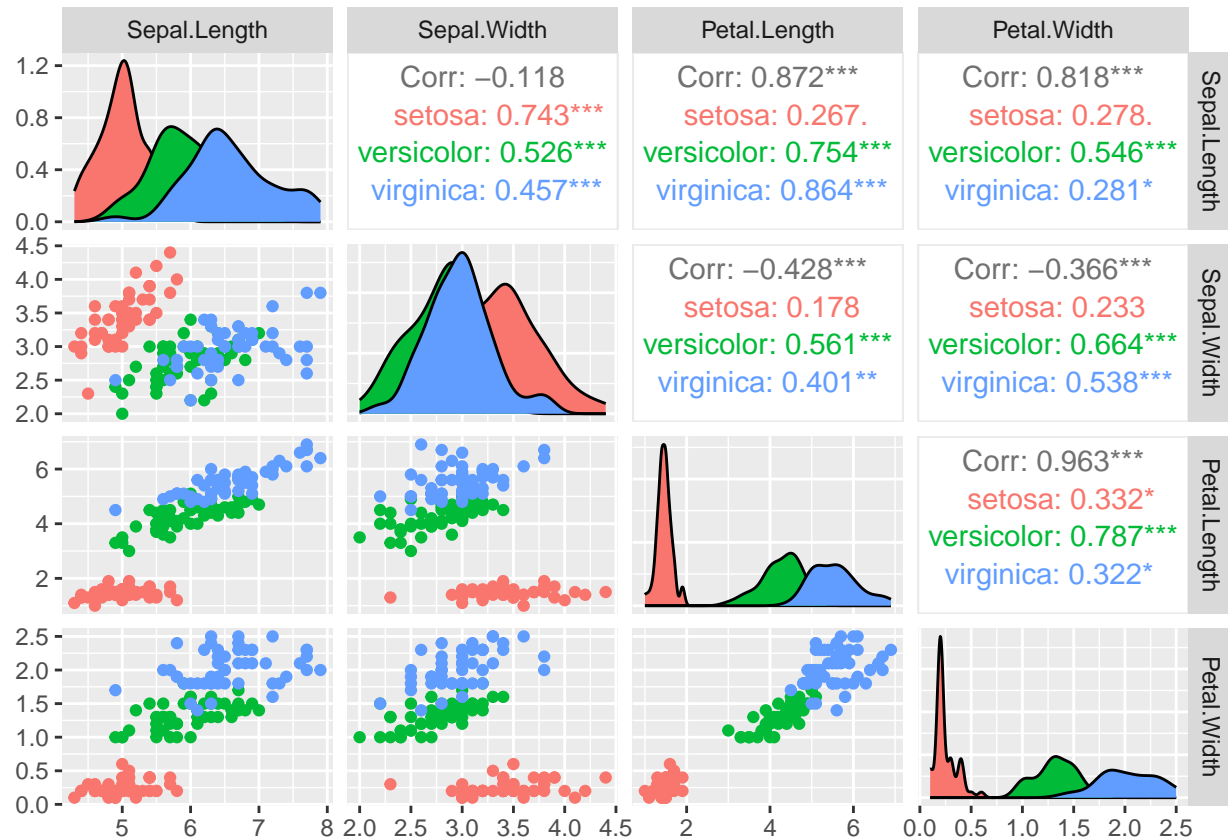 Sepal.Length Sepal.Width Petal.Length Petal.Width
1.2
0.8
0.4
0.0
Corr: −0.118
setosa: 0.743***
versicolor: 0.526***
virginica: 0.457***
Corr: 0.872***
setosa: 0.267.
versicolor: 0.754***
virginica: 0.864***
Corr: 0.818***
setosa: 0.278.
versicolor: 0.546***
virginica: 0.281*
Sepal.Length
4.5
4.0
3.5
3.0
2.5
2.0
Corr: −0.428***
setosa: 0.178
versicolor: 0.561***
virginica: 0.401**
Corr: −0.366***
setosa: 0.233
versicolor: 0.664***
virginica: 0.538***
Sepal.Width
6
4
2
Corr: 0.963***
setosa: 0.332*
versicolor: 0.787***
virginica: 0.322*
Petal.Length
2.5
2.0
1.5
1.0
0.5
0.0
Petal.Width
5 6 7 8
2.0 2.5 3.0 3.5 4.0 4.5
2 4 6
0.0 0.5 1.0 1.5 2.0 2.5